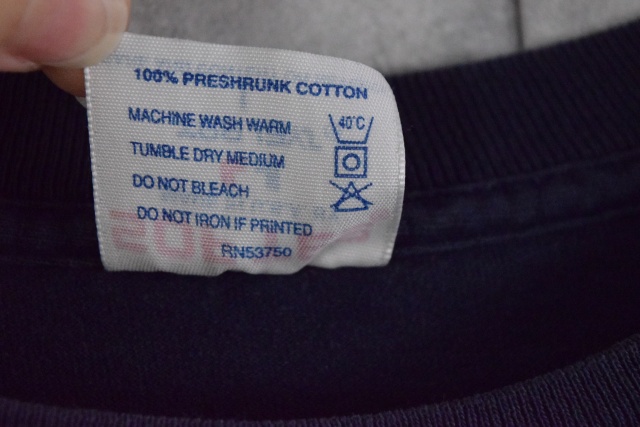 100% PRESHRUNK COTTON
MACHINE WASH WARM
40°C
TUMBLE DRY MEDIUM
DO NOT BLEACH
DO NOT IRON IF PRINTED
RN53750